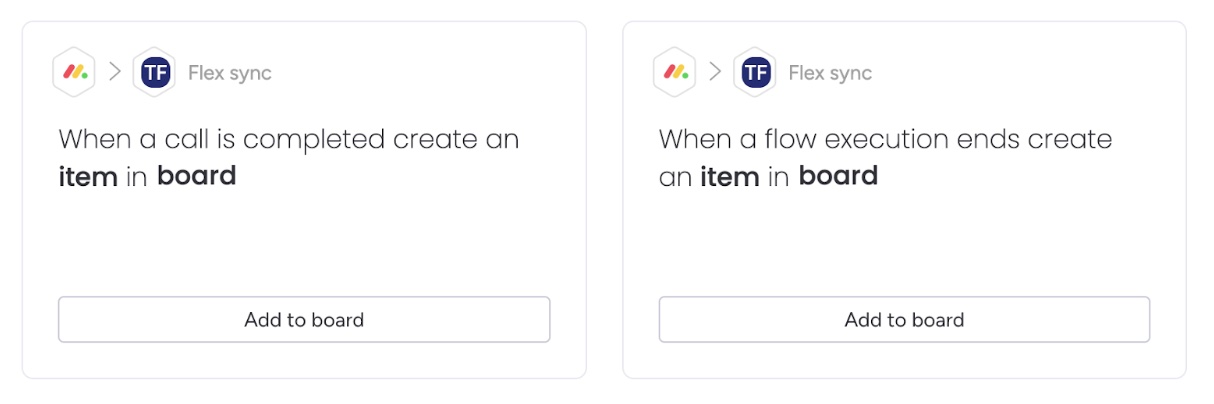 TF Flex sync
When a call is completed create an
item in board
Add to board
TF Flex sync
When a flow execution ends create
an item in board
Add to board